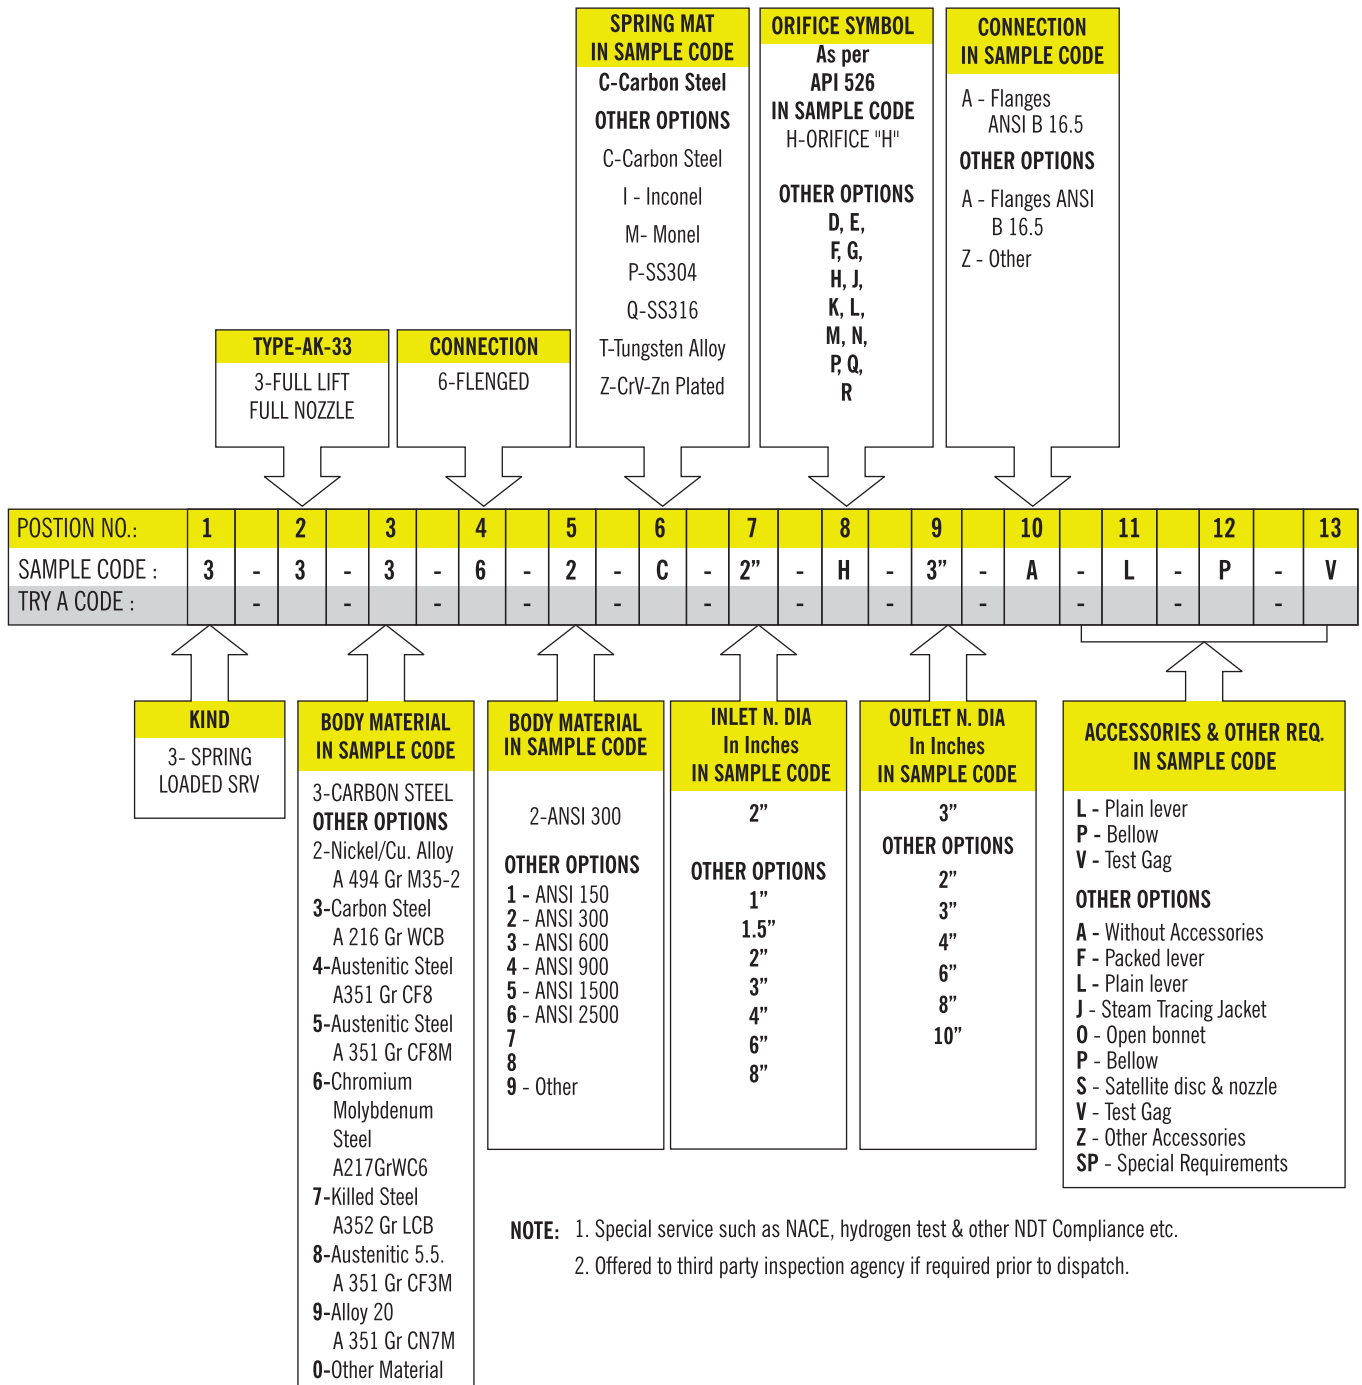 SPRING MAT
IN SAMPLE CODE
C-Carbon Steel
OTHER OPTIONS
C-Carbon Steel
I - Inconel
M- Monel
P-SS304
Q-SS316
T-Tungsten Alloy
Z-CrV-Zn Plated
ORIFICE SYMBOL
As per
API 526
IN SAMPLE CODE
H-ORIFICE "H"
OTHER OPTIONS
D, E,
F, G,
H, J,
K, L,
M, N,
P, Q,
R
CONNECTION
IN SAMPLE CODE
A - Flanges
ANSI B 16.5
OTHER OPTIONS
A - Flanges ANSI
B 16.5
Z - Other
TYPE-AK-33
3-FULL LIFT
FULL NOZZLE
CONNECTION
6-FLENGED
POSTION NO.: 1 2 3 4 5 6 7 8 9 10 11 12 13
SAMPLE CODE : 3 - 3 - 3 - 6 - 2 - C - 2” - H - 3” - A - L - P - V
TRY A CODE : - - - - - - - - - - - -
KIND
3- SPRING
LOADED SRV
BODY MATERIAL
IN SAMPLE CODE
3-CARBON STEEL
OTHER OPTIONS
2-Nickel/Cu. Alloy
A 494 Gr M35-2
3-Carbon Steel
A 216 Gr WCB
4-Austenitic Steel
A351 Gr CF8
5-Austenitic Steel
A 351 Gr CF8M
6-Chromium
Molybdenum
Steel
A217GrWC6
7-Killed Steel
A352 Gr LCB
8-Austenitic 5.5.
A 351 Gr CF3M
9-Alloy 20
A 351 Gr CN7M
0-Other Material
BODY MATERIAL
IN SAMPLE CODE
2-ANSI 300
OTHER OPTIONS
1 - ANSI 150
2 - ANSI 300
3 - ANSI 600
4 - ANSI 900
5 - ANSI 1500
6 - ANSI 2500
7
8
9 - Other
INLET N. DIA
In Inches
IN SAMPLE CODE
2”
OTHER OPTIONS
1”
1.5”
2”
3”
4”
6”
8”
OUTLET N. DIA
In Inches
IN SAMPLE CODE
3”
OTHER OPTIONS
2”
3”
4”
6”
8”
10”
ACCESSORIES & OTHER REQ.
IN SAMPLE CODE
L - Plain lever
P - Bellow
V - Test Gag
OTHER OPTIONS
A - Without Accessories
F - Packed lever
L - Plain lever
J - Steam Tracing Jacket
O - Open bonnet
P - Bellow
S - Satellite disc & nozzle
V - Test Gag
Z - Other Accessories
SP - Special Requirements
NOTE: 1. Special service such as NACE, hydrogen test & other NDT Compliance etc.
2. Offered to third party inspection agency if required prior to dispatch.